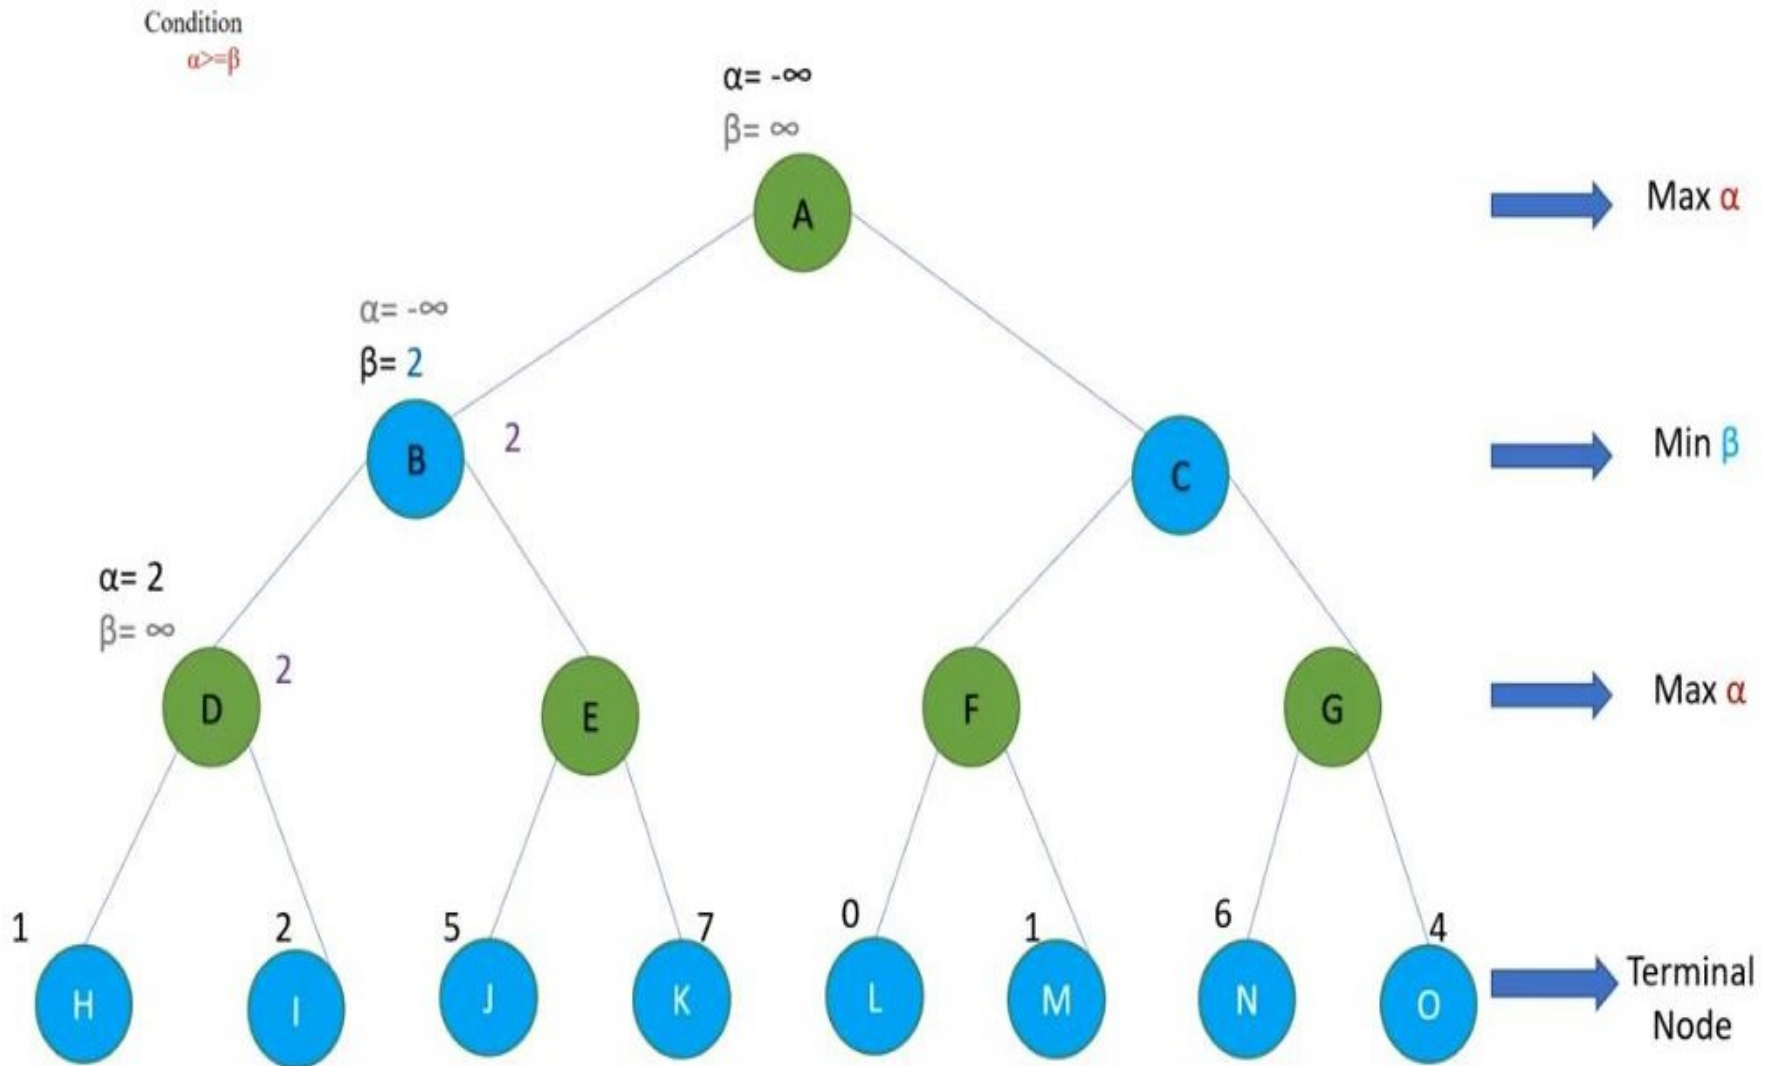 Condition
α>=β
α= -∞
β= ∞
A
Max α
α= -∞
β= 2
B
2
C
Min β
α= 2
β= ∞
D
2
E
F
G
Max α
1
2
5
7
0
1
6
4
H
I
J
K
L
M
N
O
Terminal
Node